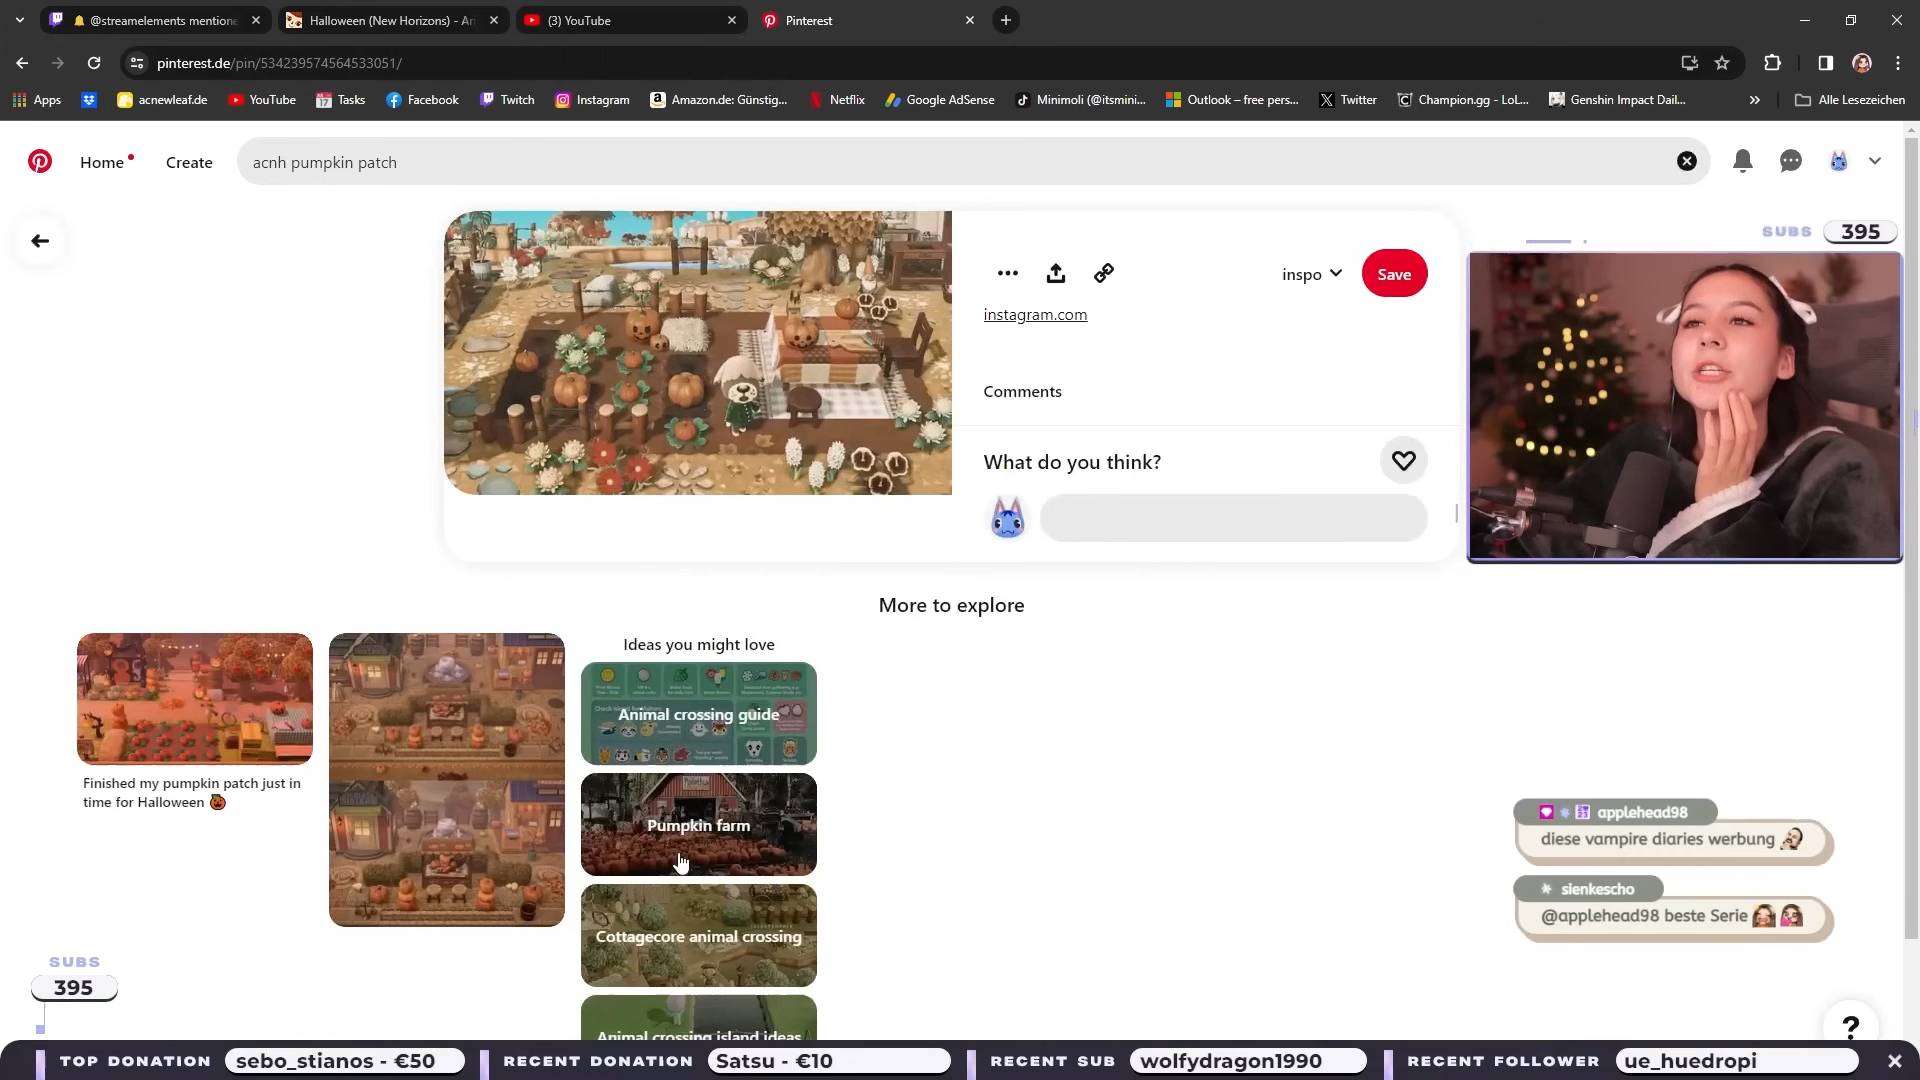 @streamelements mentione
Halloween (New Horizons) - An
(3) YouTube
Pinterest
pinterest.de/pin/534239574564533051/
Apps
acnewleaf.de
YouTube
Tasks
Facebook
Twitch
Instagram
Amazon.de: Günstig...
Netflix
Google AdSense
Minimoli (@itsmini...
Outlook – free pers...
Twitter
Champion.gg - LoL...
Genshin Impact Dail...
»
Alle Lesezeichen
Home
Create
acnh pumpkin patch
inspo
Save
instagram.com
Comments
What do you think?
SUBS
395
More to explore
Ideas you might love
Animal crossing guide
Pumpkin farm
Cottagecore animal crossing
Animal crossing island ideas
Finished my pumpkin patch just in
time for Halloween 🎃
applehead98
diese vampire diaries werbung
sienkescho
@applehead98 beste Serie
SUBS
395
?
TOP DONATION
sebo_stianos - €50
RECENT DONATION
Satsu - €10
RECENT SUB
wolfydragon1990
RECENT FOLLOWER
ue_huedropi